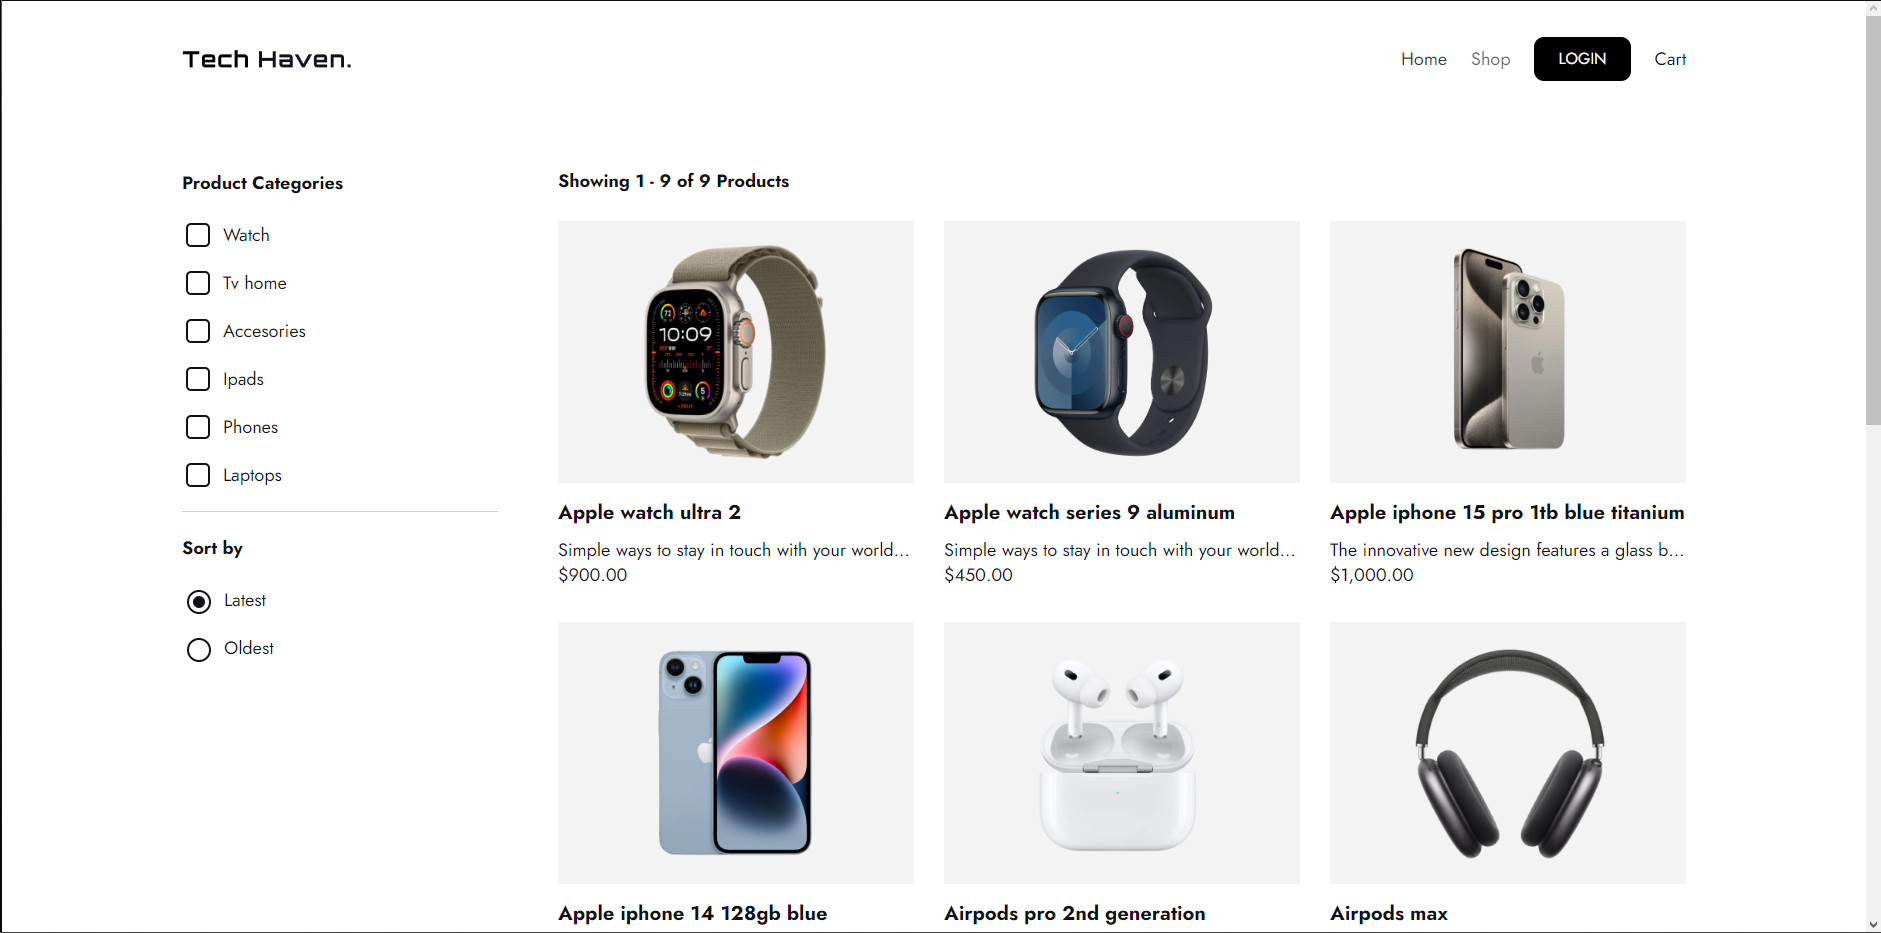 Tech Haven.
Home
Shop
LOGIN
Cart
Product Categories
Watch
Tv home
Accesories
Ipads
Phones
Laptops
Sort by
Latest
Oldest
Showing 1 - 9 of 9 Products
10:09
Apple watch ultra 2
Simple ways to stay in touch with your world...
$900.00
Apple watch series 9 aluminum
Simple ways to stay in touch with your world...
$450.00
Apple iphone 15 pro 1tb blue titanium
The innovative new design features a glass b...
$1,000.00
Apple iphone 14 128gb blue
Airpods pro 2nd generation
Airpods max